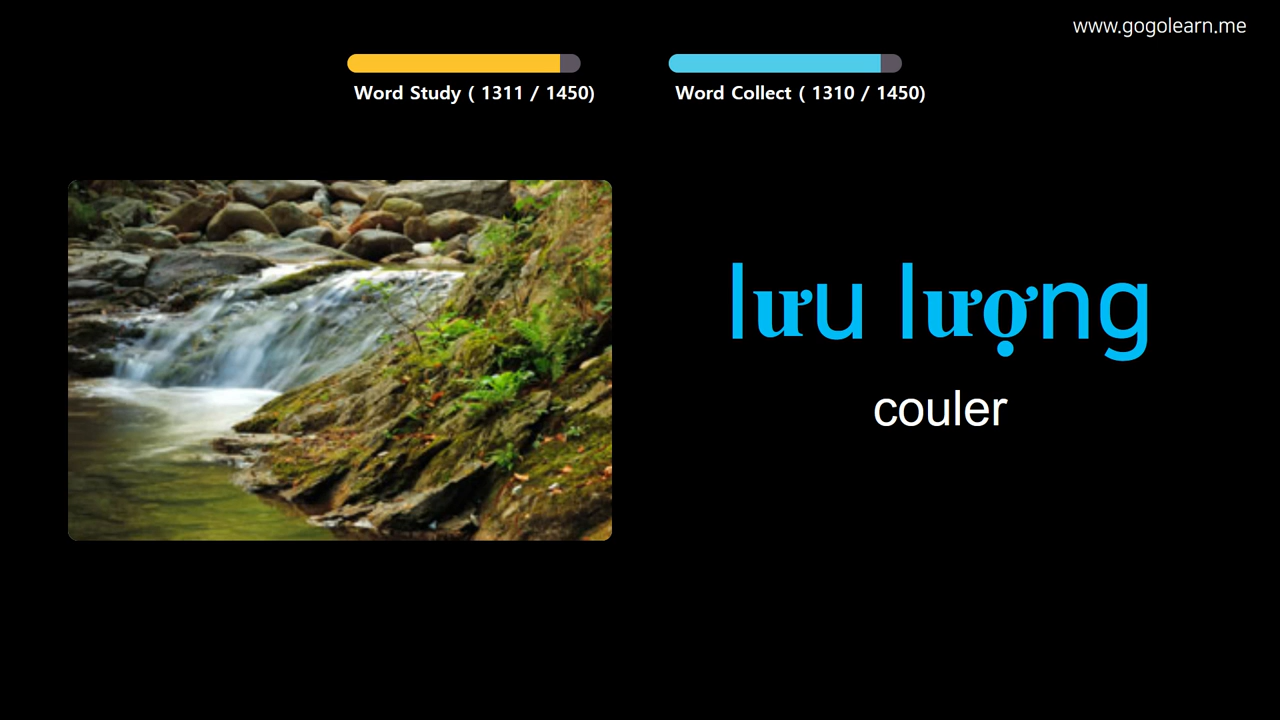 www.gogolearn.me
Word Study ( 1311 / 1450)
Word Collect ( 1310 / 1450)
lưu lượng
couler